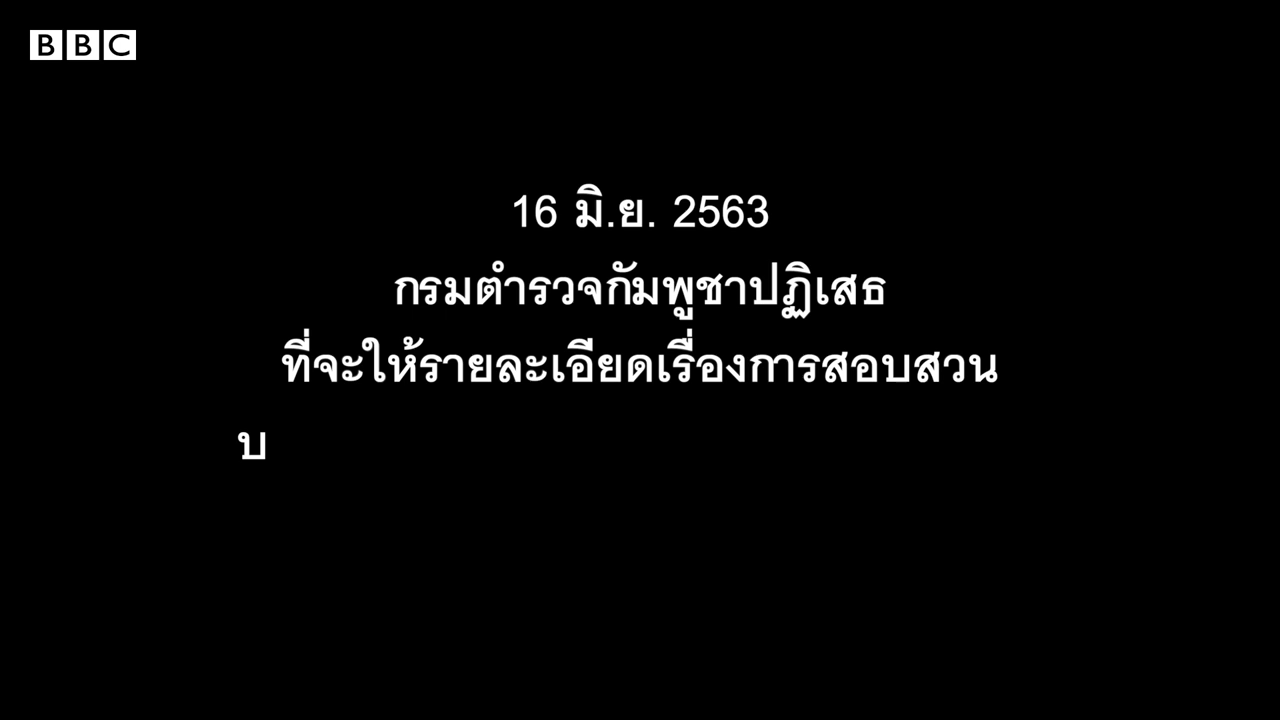 BBC
16 มิ.ย. 2563
กรมตำรวจกัมพูชาปฏิเสธ
ที่จะให้รายละเอียดเรื่องการสอบสวน
บ